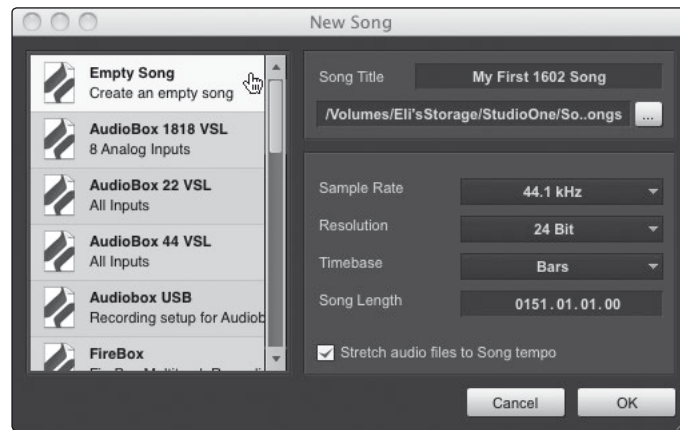 New Song
Empty Song
Create an empty song
AudioBox 1818 VSL
8 Analog Inputs
AudioBox 22 VSL
All Inputs
AudioBox 44 VSL
All Inputs
Audiobox USB
Recording setup for Audiob
FireBox
Song Title
My First 1602 Song
/Volumes/Eli'sStorage/StudioOne/So..ongs
...
Sample Rate
44.1 kHz
Resolution
24 Bit
Timebase
Bars
Song Length
0151.01.01.00
Stretch audio files to Song tempo
Cancel
OK